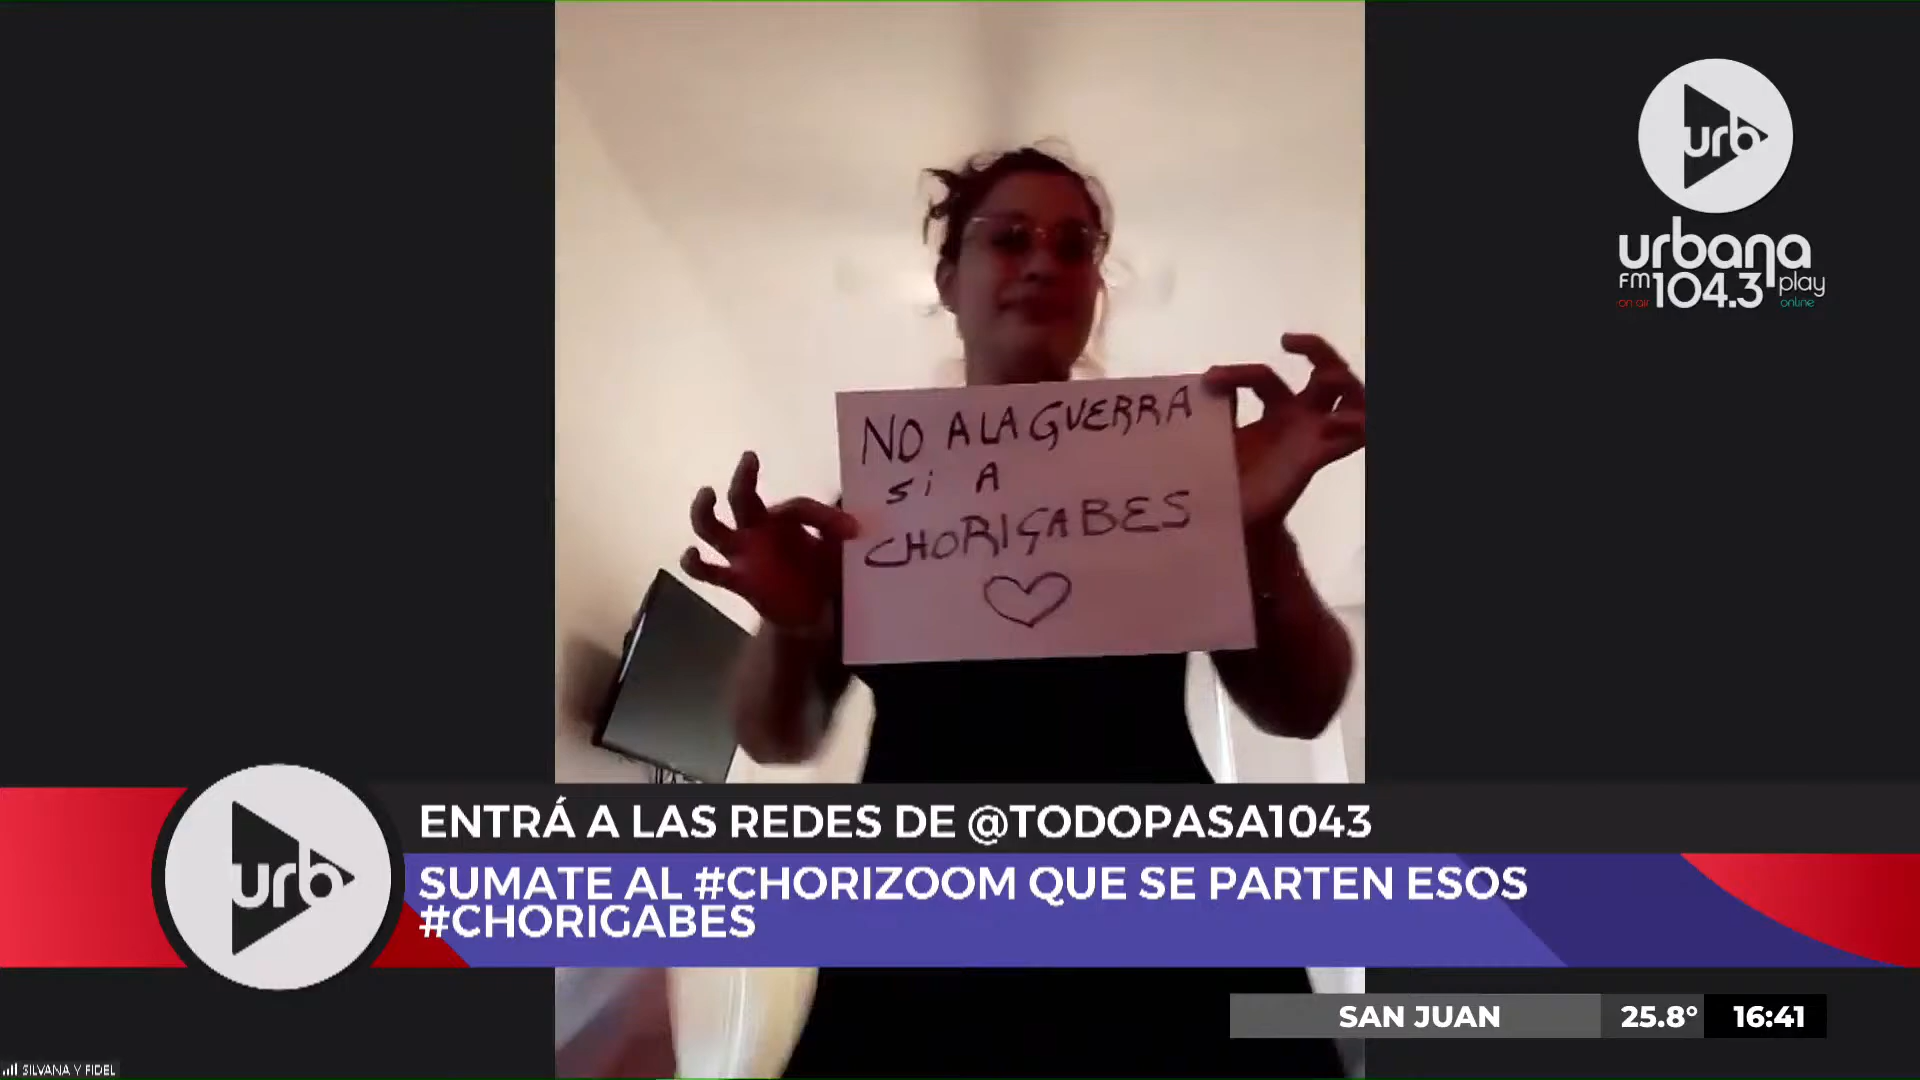 urb
urbana
FM 104.3 play
on air online
NO A LA GUERRA
Si A
CHORIGABES
ENTRÁ A LAS REDES DE @TODOPASA1043
urb
SUMATE AL #CHORIZOOM QUE SE PARTEN ESOS
#CHORIGABES
SAN JUAN 25.8° 16:41
SILVANA Y FIDEL